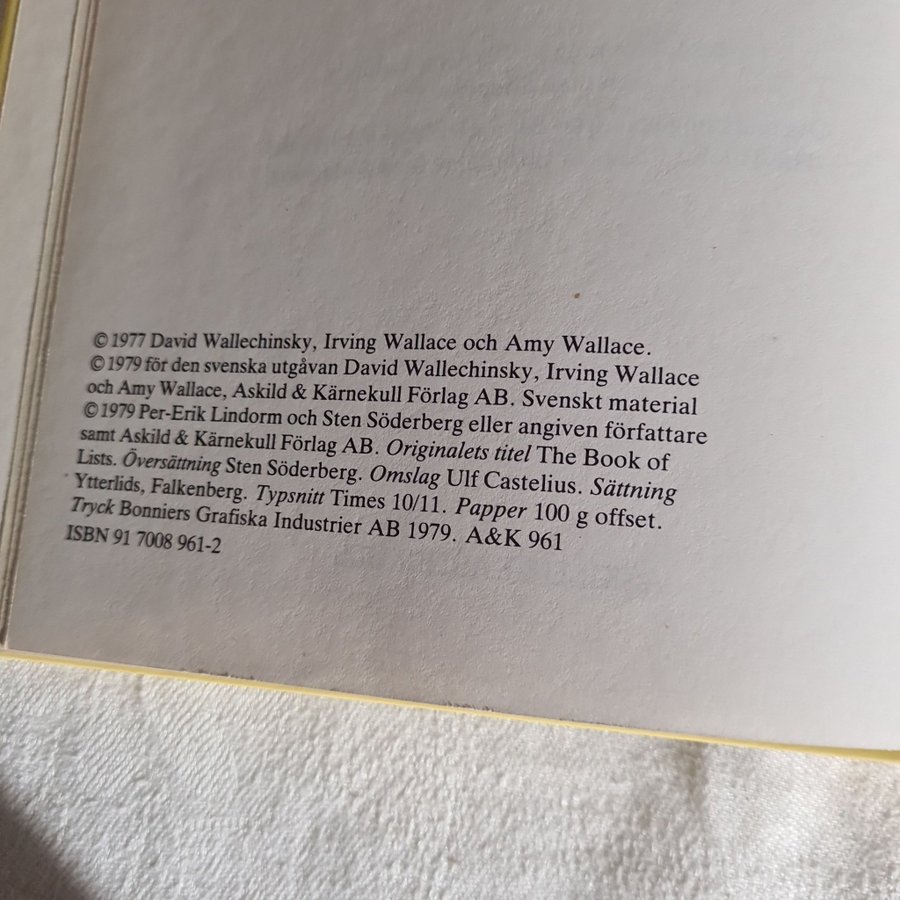 © 1977 David Wallechinsky, Irving Wallace och Amy Wallace.
© 1979 för den svenska utgåvan David Wallechinsky, Irving Wallace
och Amy Wallace, Askild & Kärnekull Förlag AB. Svenskt material
© 1979 Per-Erik Lindorm och Sten Söderberg eller angiven författare
samt Askild & Kärnekull Förlag AB. Originalets titel The Book of
Lists. Översättning Sten Söderberg. Omslag Ulf Castelius. Sättning
Ytterlids, Falkenberg. Typsnitt Times 10/11. Papper 100 g offset.
Tryck Bonniers Grafiska Industrier AB 1979. A&K 961
ISBN 91 7008 961-2